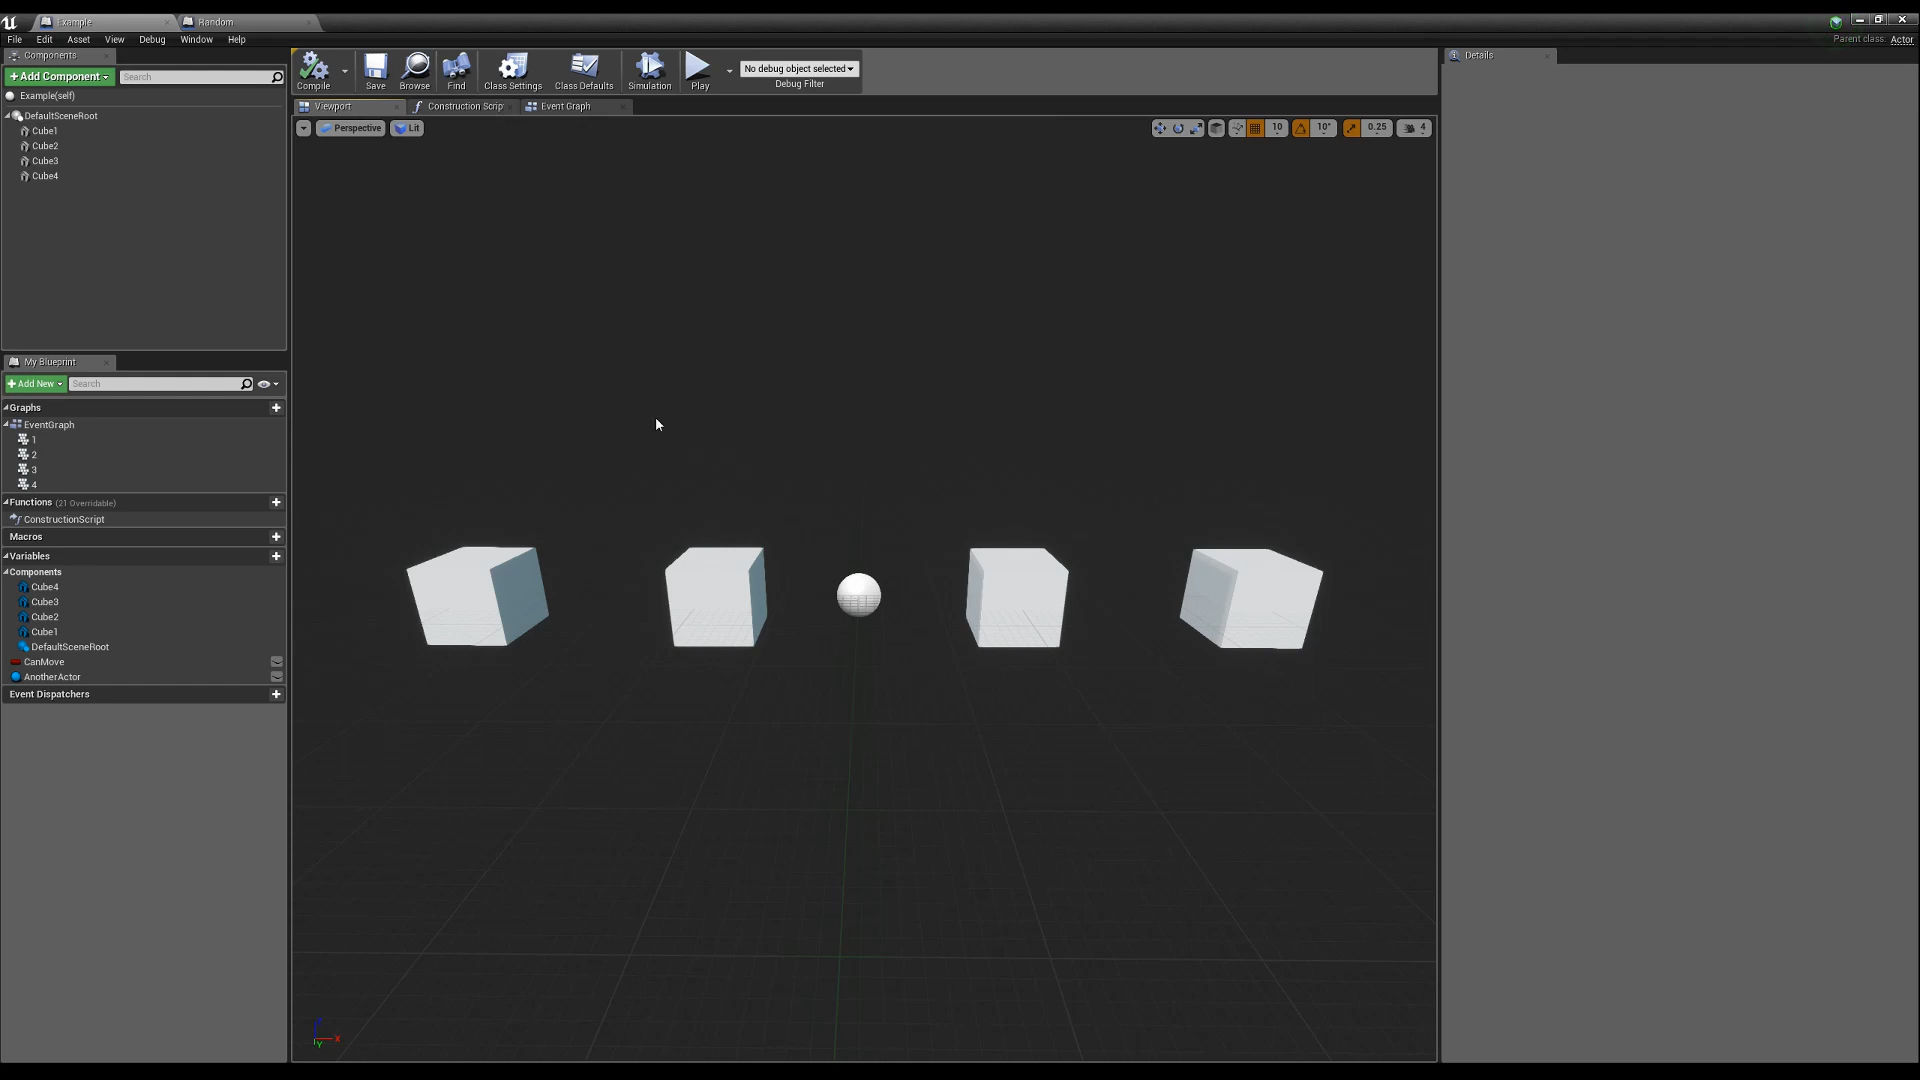 Example
Random
File Edit Asset View Debug Window Help
Parent class: Actor
Components
+Add Component
Search
Example(self)
DefaultSceneRoot
Cube1
Cube2
Cube3
Cube4
My Blueprint
+Add New
Search
Graphs
EventGraph
1
2
3
4
Functions (21 Overridable)
ConstructionScript
Macros
Variables
Components
Cube4
Cube3
Cube2
Cube1
DefaultSceneRoot
CanMove
AnotherActor
Event Dispatchers
Compile
Save
Browse
Find
Class Settings
Class Defaults
Simulation
Play
No debug object selected
Debug Filter
Viewport
Construction Scrip
Event Graph
Perspective
Lit
10
10°
0.25
4
X
Y
Details